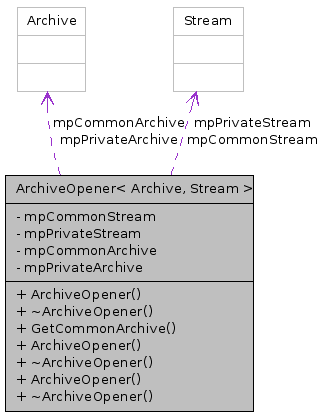 Archive
Stream
mpCommonArchive
mpPrivateArchive
mpPrivateStream
mpCommonStream
ArchiveOpener< Archive, Stream >
- mpCommonStream
- mpPrivateStream
- mpCommonArchive
- mpPrivateArchive
+ ArchiveOpener()
+ ~ArchiveOpener()
+ GetCommonArchive()
+ ArchiveOpener()
+ ~ArchiveOpener()
+ ArchiveOpener()
+ ~ArchiveOpener()